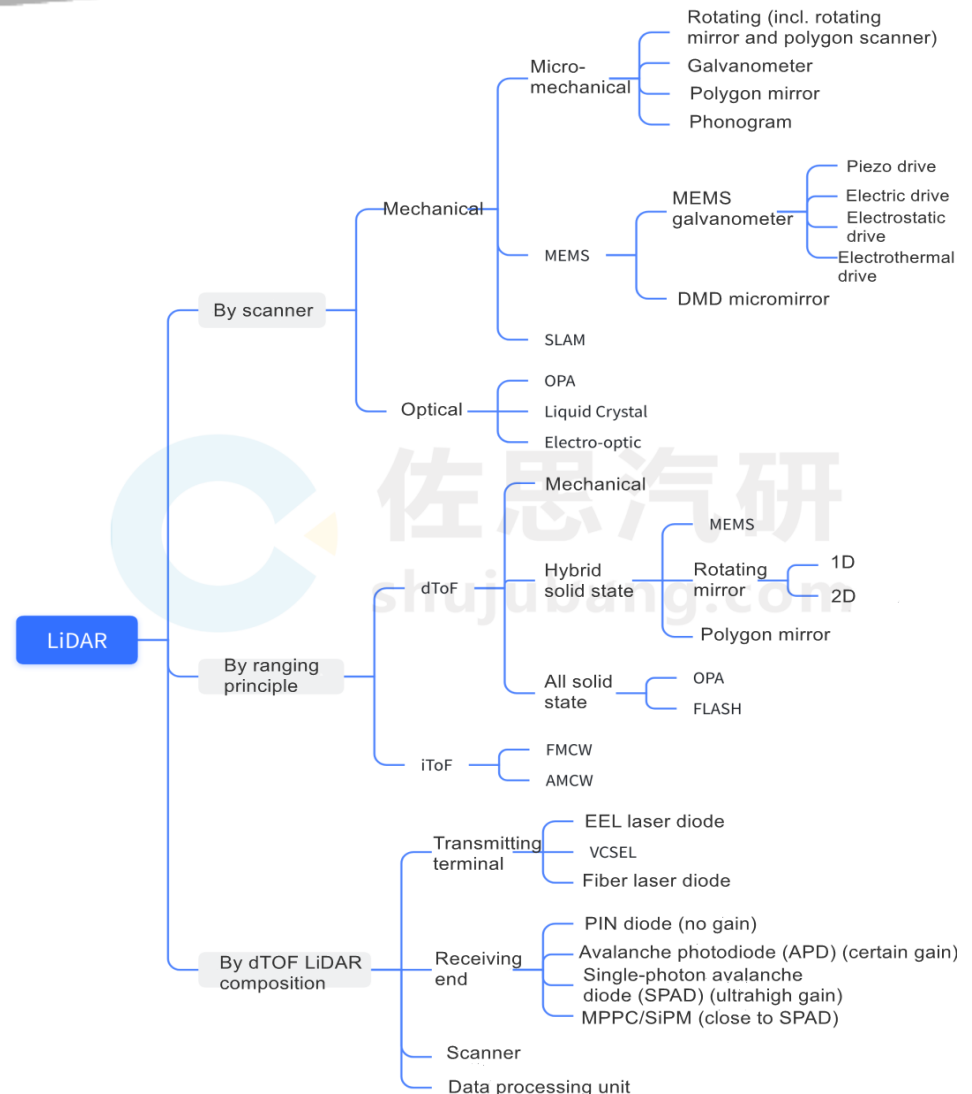 Rotating (incl. rotating
mirror and polygon scanner)
Micro-
mechanical
Galvanometer
Polygon mirror
Phonogram
Mechanical
MEMS
MEMS
galvanometer
Piezo drive
Electric drive
Electrostatic
drive
Electrothermal
drive
DMD micromirror
By scanner
SLAM
Optical
OPA
Liquid Crystal
Electro-optic
佐思汽研
shujubang.com
LiDAR
By ranging
principle
dToF
Mechanical
Hybrid
solid state
MEMS
Rotating
mirror
1D
2D
Polygon mirror
All solid
state
OPA
FLASH
iToF
FMCW
AMCW
By dTOF LiDAR
composition
Transmitting
terminal
EEL laser diode
VCSEL
Fiber laser diode
Receiving
end
PIN diode (no gain)
Avalanche photodiode (APD) (certain gain)
Single-photon avalanche
diode (SPAD) (ultrahigh gain)
MPPC/SiPM (close to SPAD)
Scanner
Data processing unit